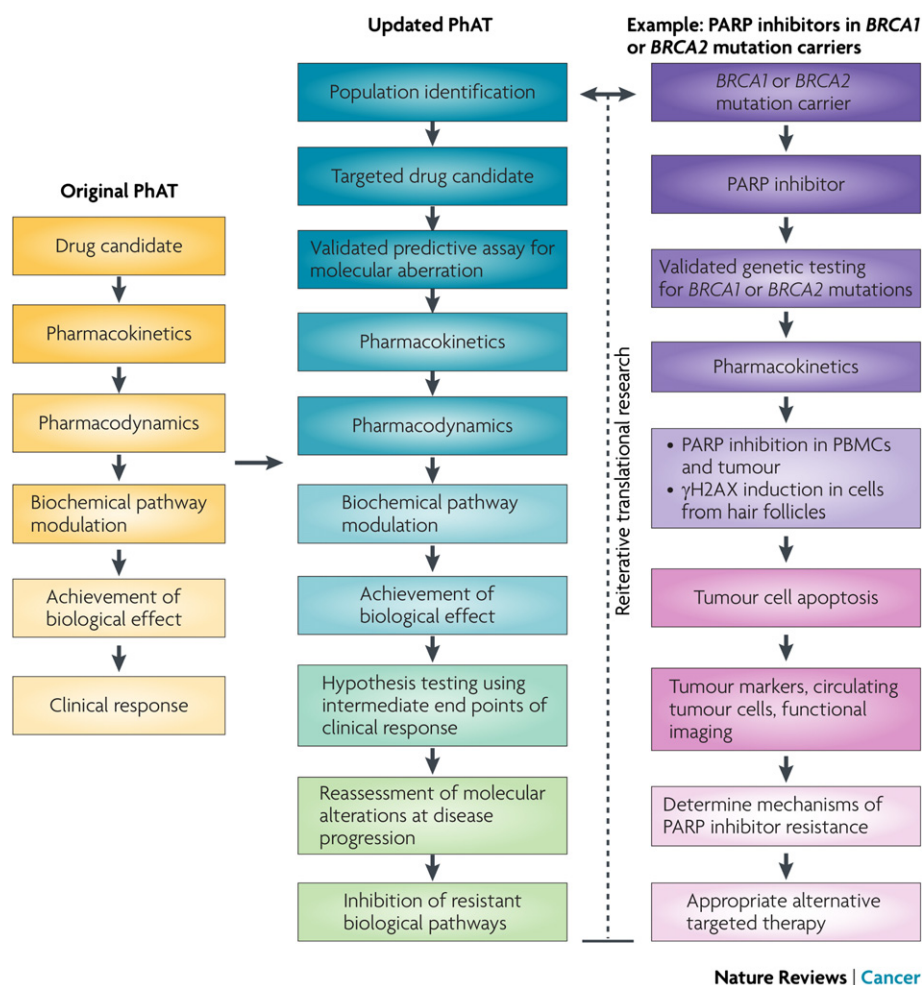 Original PhAT
Drug candidate
Pharmacokinetics
Pharmacodynamics
Biochemical pathway
modulation
Achievement of
biological effect
Clinical response
Updated PhAT
Population identification
Targeted drug candidate
Validated predictive assay for
molecular aberration
Pharmacokinetics
Pharmacodynamics
Biochemical pathway
modulation
Achievement of
biological effect
Hypothesis testing using
intermediate end points of
clinical response
Reassessment of molecular
alterations at disease
progression
Inhibition of resistant
biological pathways
Reiterative translational research
Example: PARP inhibitors in BRCA1
or BRCA2 mutation carriers
BRCA1 or BRCA2
mutation carrier
PARP inhibitor
Validated genetic testing
for BRCA1 or BRCA2 mutations
Pharmacokinetics
• PARP inhibition in PBMCs
and tumour
• γH2AX induction in cells
from hair follicles
Tumour cell apoptosis
Tumour markers, circulating
tumour cells, functional
imaging
Determine mechanisms of
PARP inhibitor resistance
Appropriate alternative
targeted therapy
Nature Reviews | Cancer